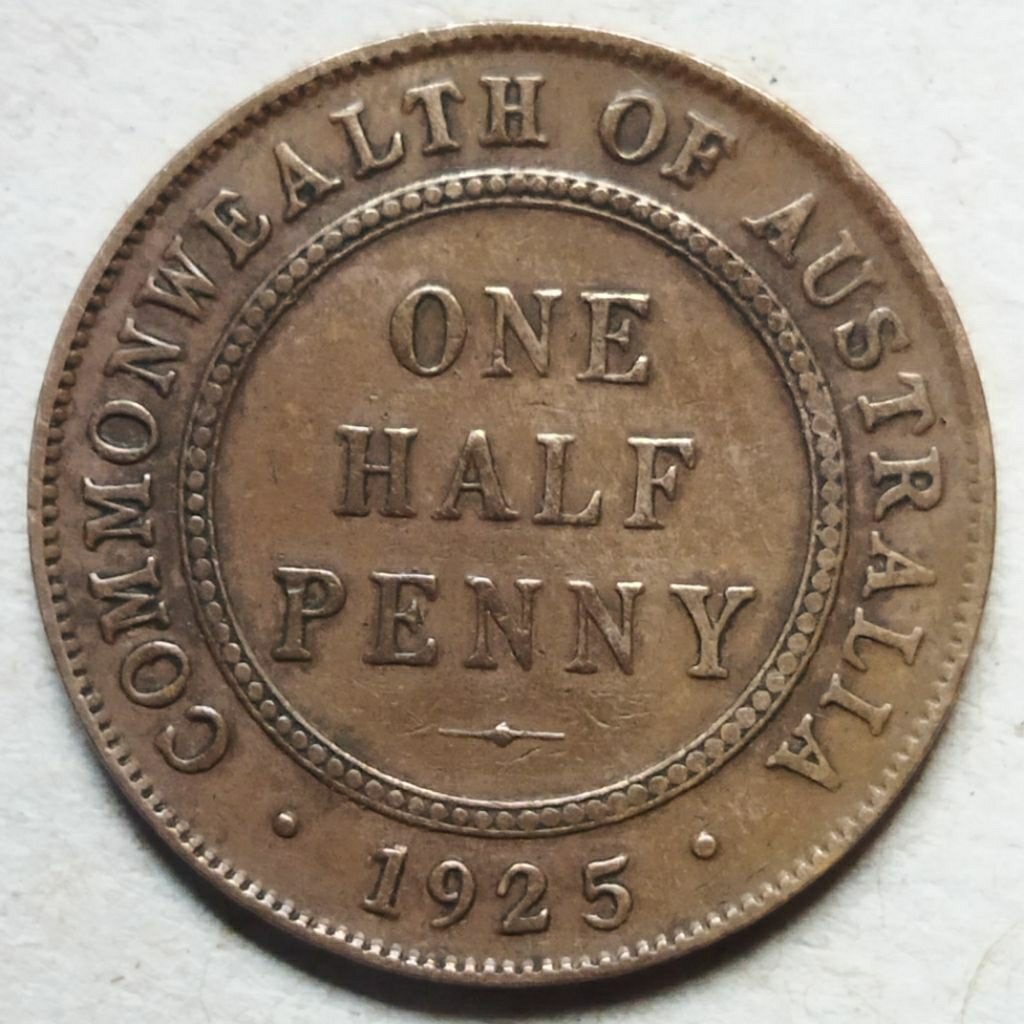 COMMONWEALTH OF AUSTRALIA
ONE
HALF
PENNY
· 1925 ·